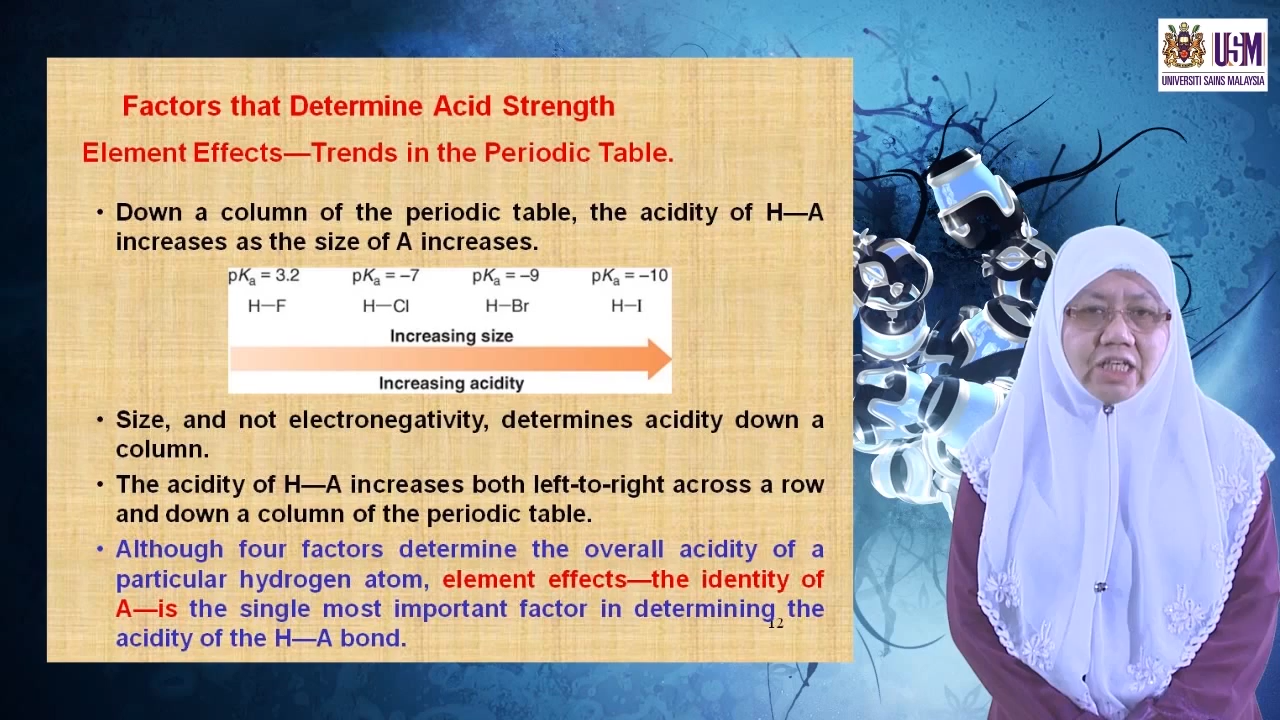 USM
UNIVERSITI SAINS MALAYSIA
Factors that Determine Acid Strength
Element Effects—Trends in the Periodic Table.
• Down a column of the periodic table, the acidity of H—A
increases as the size of A increases.
pKa = 3.2 pKa = –7 pKa = –9 pKa = –10
H—F H—Cl H—Br H—I
Increasing size
Increasing acidity
• Size, and not electronegativity, determines acidity down a
column.
• The acidity of H—A increases both left-to-right across a row
and down a column of the periodic table.
• Although four factors determine the overall acidity of a
particular hydrogen atom, element effects—the identity of
A—is the single most important factor in determining the
acidity of the H—A bond.
12